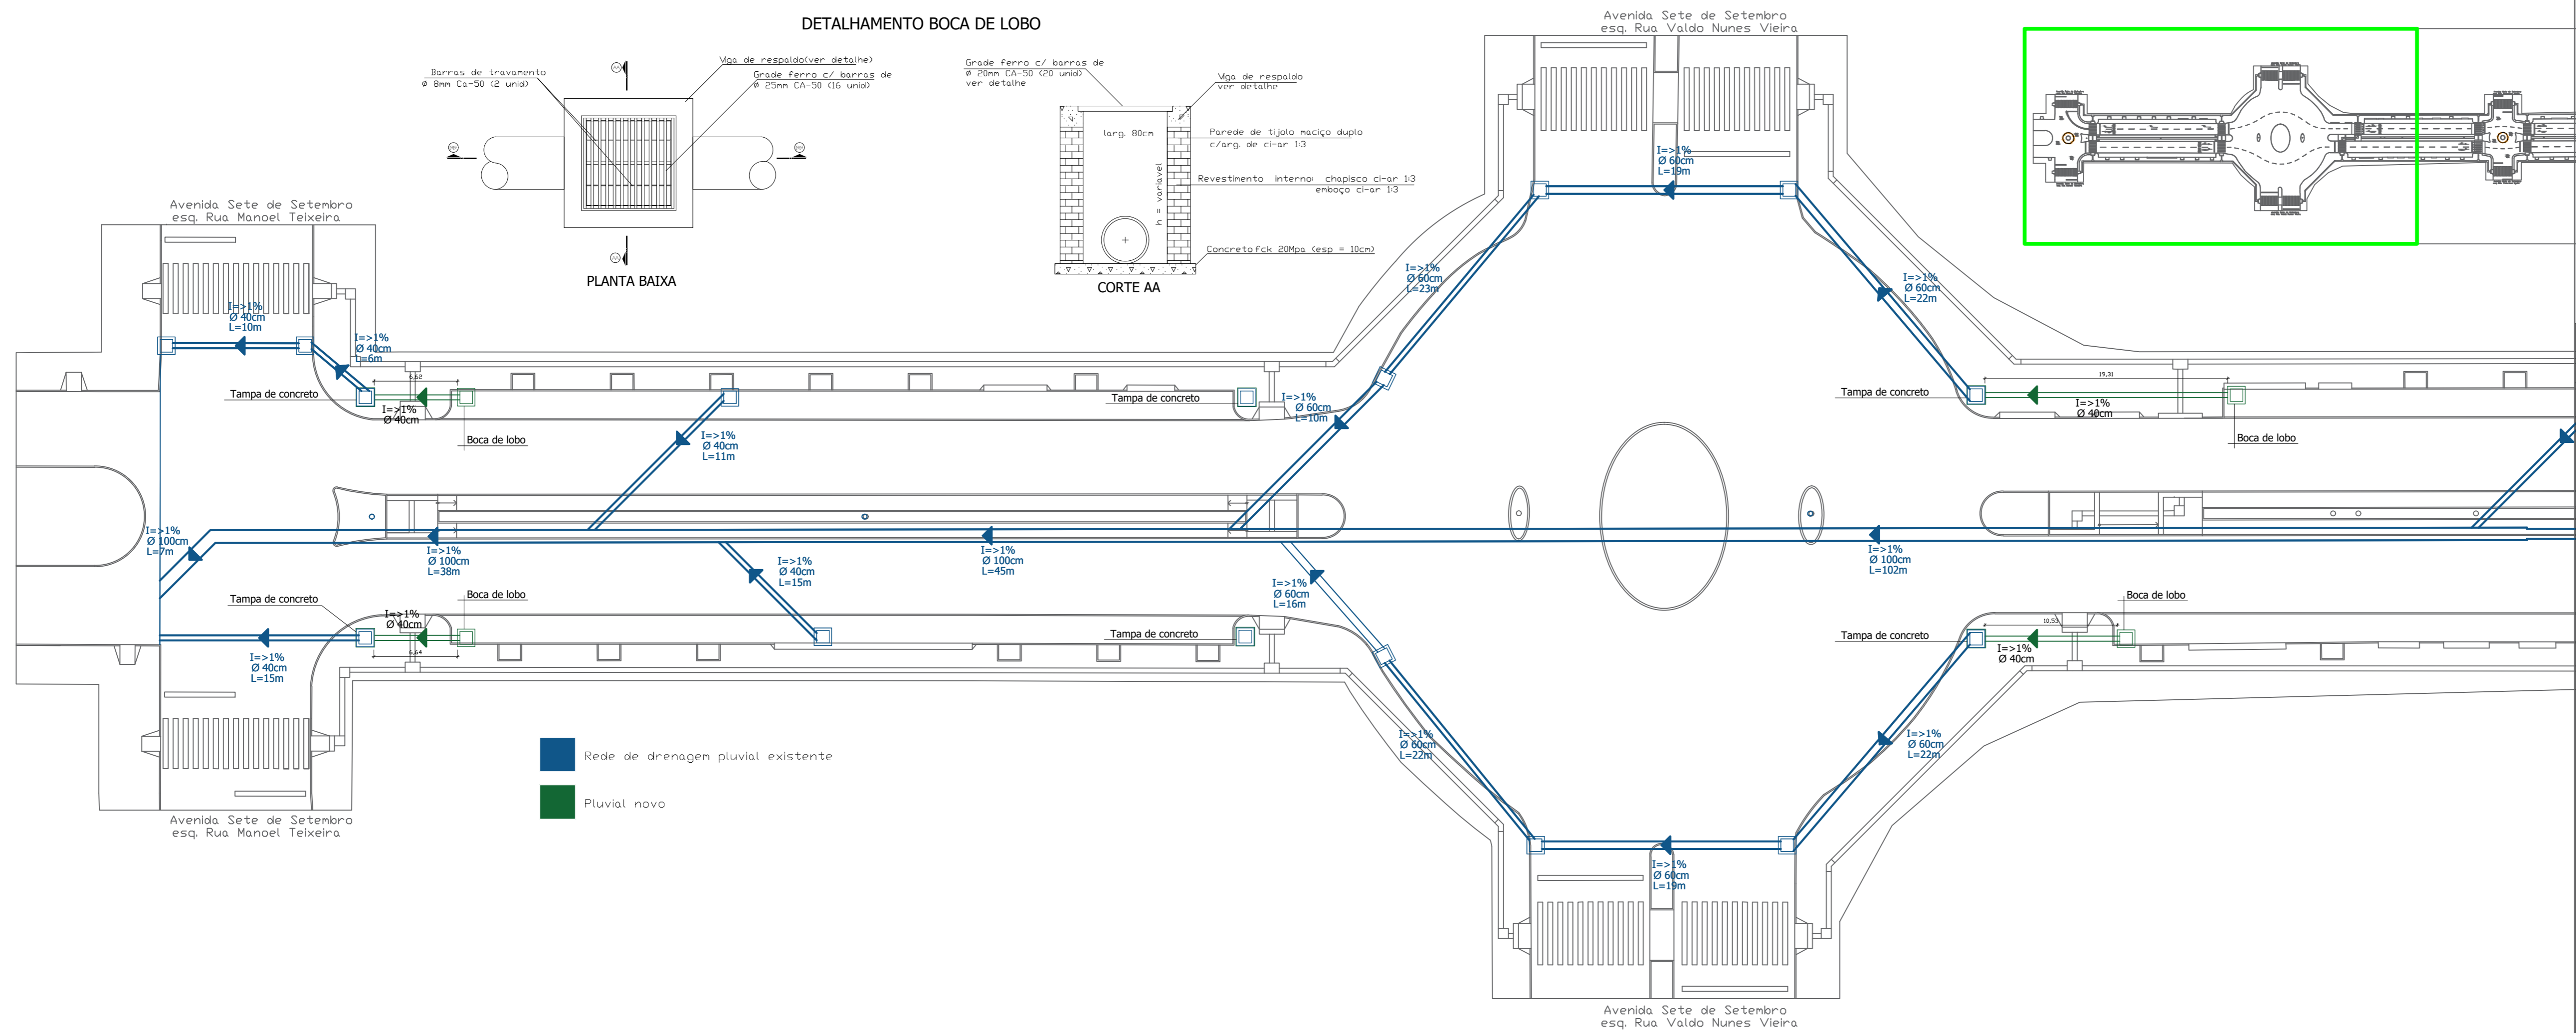 DETALHAMENTO BOCA DE LOBO
Barras de travamento
Ø 8mm Ca-50 (2 unid)
Viga de respaldo(ver detalhe)
Grade ferro c/ barras de
Ø 25mm CA-50 (16 unid)
PLANTA BAIXA
Grade ferro c/ barras de
Ø 20mm CA-50 (20 unid)
ver detalhe
Viga de respaldo
ver detalhe
larg. 80cm
h = variavel
Parede de tijolo maciço duplo
c/arg. de ci-ar 1:3
Revestimento interno: chapisco ci-ar 1:3
emboço ci-ar 1:3
Concreto Fck 20Mpa (esp = 10cm)
CORTE AA
Avenida Sete de Setembro
esq. Rua Valdo Nunes Vieira
Avenida Sete de Setembro
esq. Rua Manoel Teixeira
I=>1%
Ø 60cm
L=19m
I=>1%
Ø 60cm
L=23m
I=>1%
Ø 60cm
L=22m
I=>1%
Ø 40cm
L=10m
I=>1%
Ø 40cm
L=6m
6,62
Tampa de concreto
I=>1%
Ø 40cm
Boca de lobo
I=>1%
Ø 40cm
L=11m
Tampa de concreto
I=>1%
Ø 60cm
L=10m
Tampa de concreto
19,31
I=>1%
Ø 40cm
Boca de lobo
I=>1%
Ø 100cm
L=7m
I=>1%
Ø 100cm
L=38m
I=>1%
Ø 40cm
L=15m
I=>1%
Ø 100cm
L=45m
I=>1%
Ø 60cm
L=16m
I=>1%
Ø 100cm
L=102m
Tampa de concreto
I=>1%
Ø 40cm
Boca de lobo
6,64
I=>1%
Ø 40cm
L=15m
Tampa de concreto
Tampa de concreto
10,53
I=>1%
Ø 40cm
Boca de lobo
I=>1%
Ø 60cm
L=22m
I=>1%
Ø 60cm
L=22m
Rede de drenagem pluvial existente
Pluvial novo
Avenida Sete de Setembro
esq. Rua Manoel Teixeira
I=>1%
Ø 60cm
L=19m
Avenida Sete de Setembro
esq. Rua Valdo Nunes Vieira